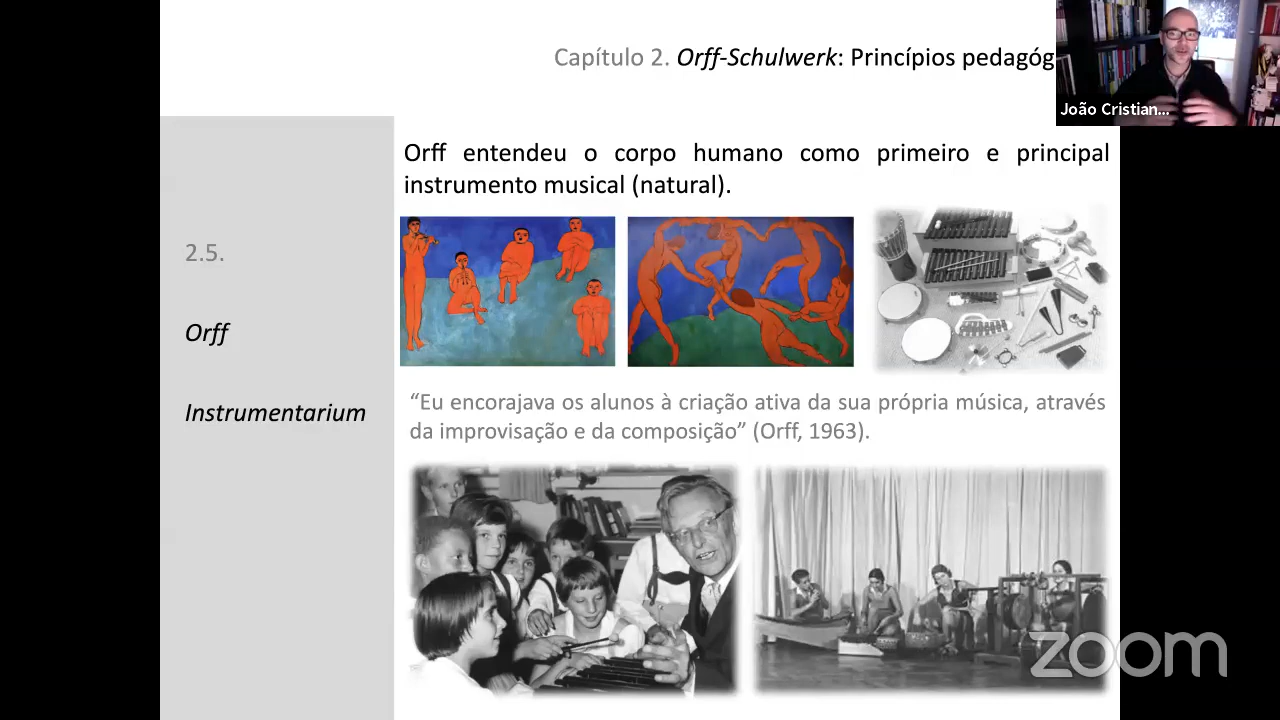 Capítulo 2. Orff-Schulwerk: Princípios
João Cristian...
Orff entendeu o corpo humano como primeiro e principal
instrumento musical (natural).
2.5.
Orff
Instrumentarium
“Eu encorajava os alunos à criação ativa da sua própria música, através
da improvisação e da composição” (Orff, 1963).
zoom